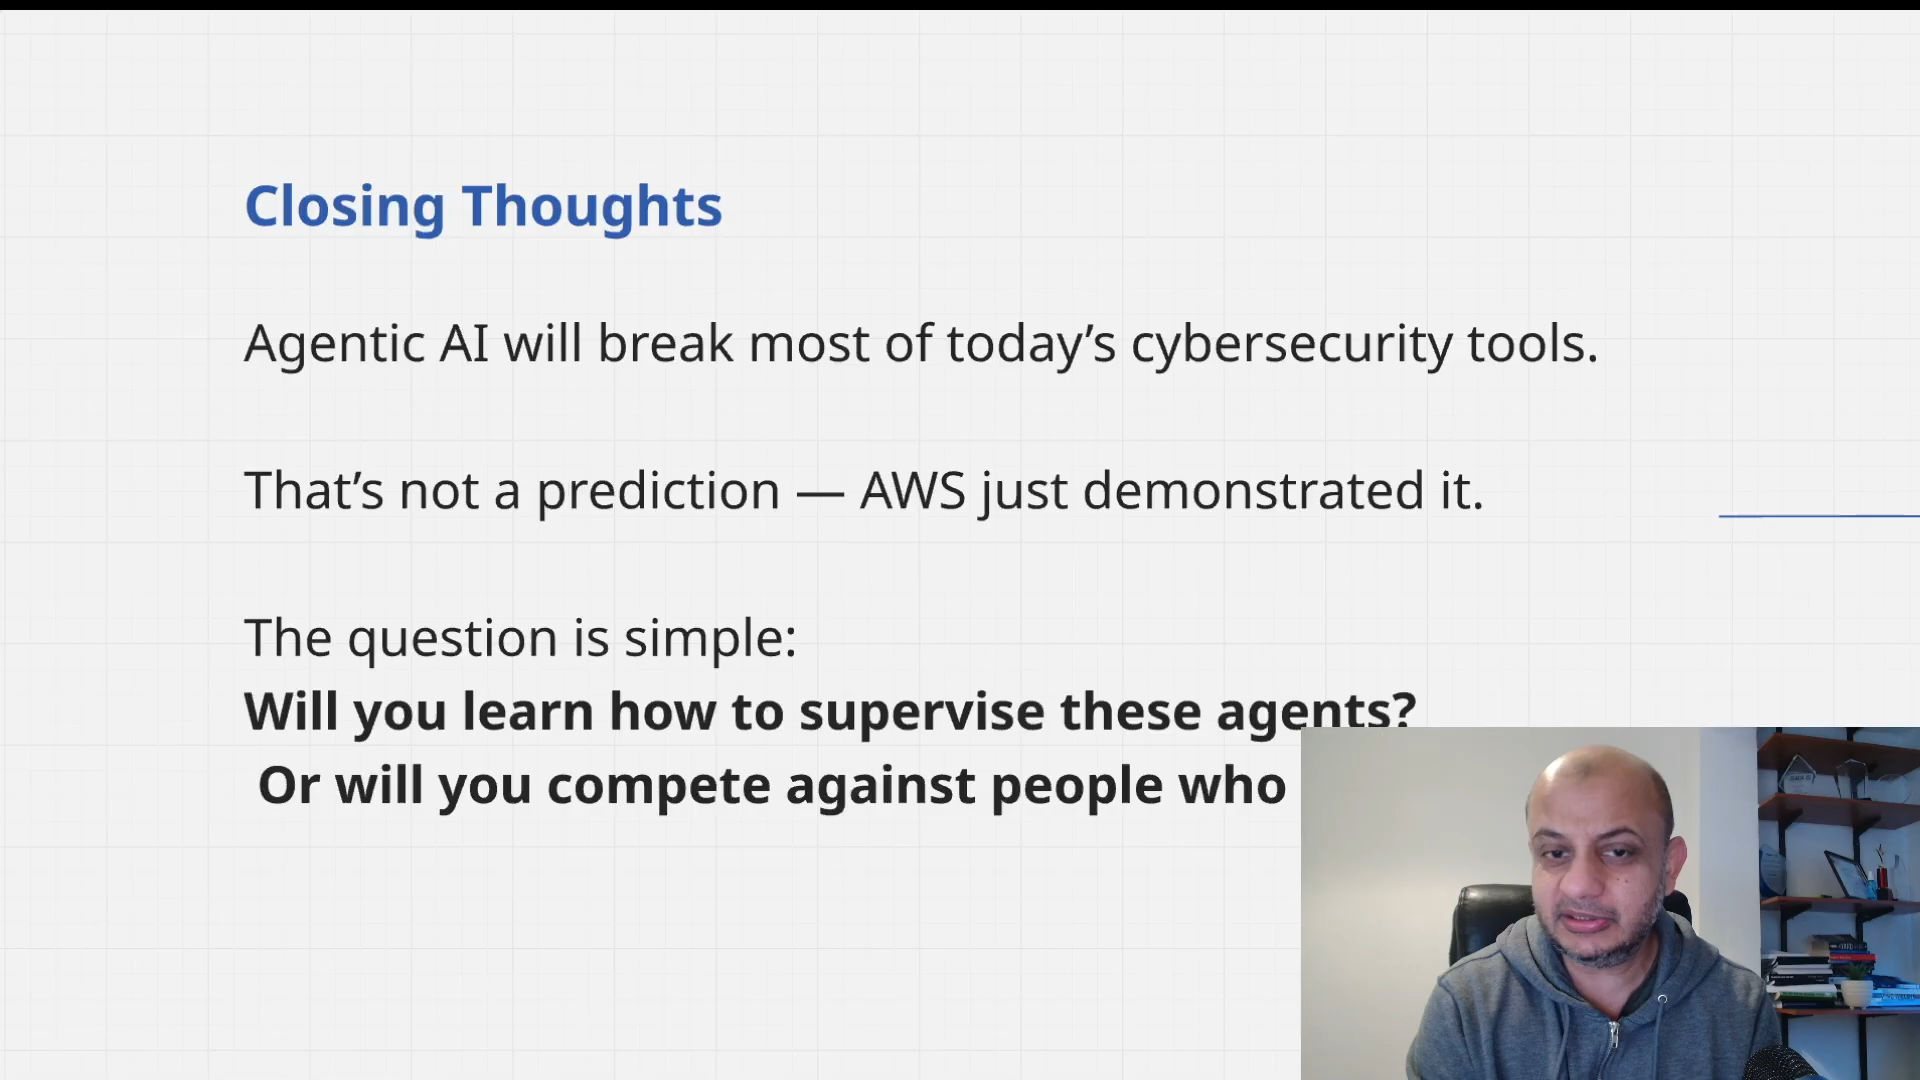 Closing Thoughts
Agentic AI will break most of today’s cybersecurity tools.
That’s not a prediction — AWS just demonstrated it.
The question is simple:
Will you learn how to supervise these agents?
Or will you compete against people who